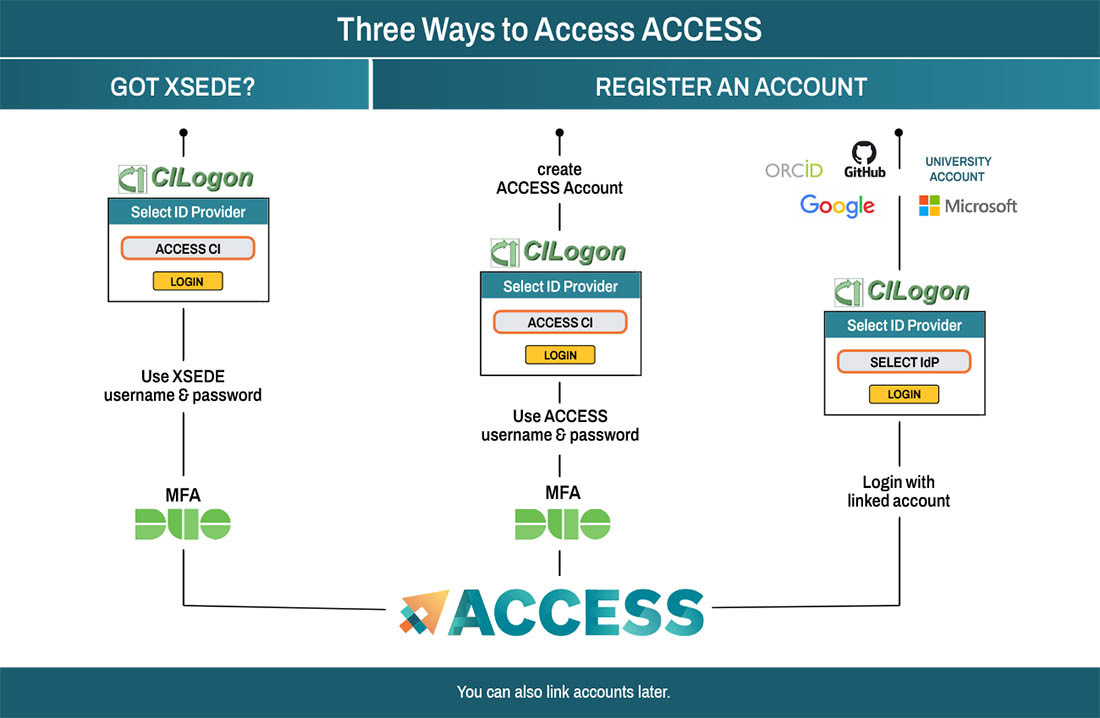 Three Ways to Access ACCESS
GOT XSEDE?
REGISTER AN ACCOUNT
CILogon
Select ID Provider
ACCESS CI
LOGIN
Use XSEDE
username & password
MFA
DUO
create
ACCESS Account
CILogon
Select ID Provider
ACCESS CI
LOGIN
Use ACCESS
username & password
MFA
DUO
ORCiD
GitHub
UNIVERSITY
ACCOUNT
Google
Microsoft
CILogon
Select ID Provider
SELECT IdP
LOGIN
Login with
linked account
ACCESS
You can also link accounts later.